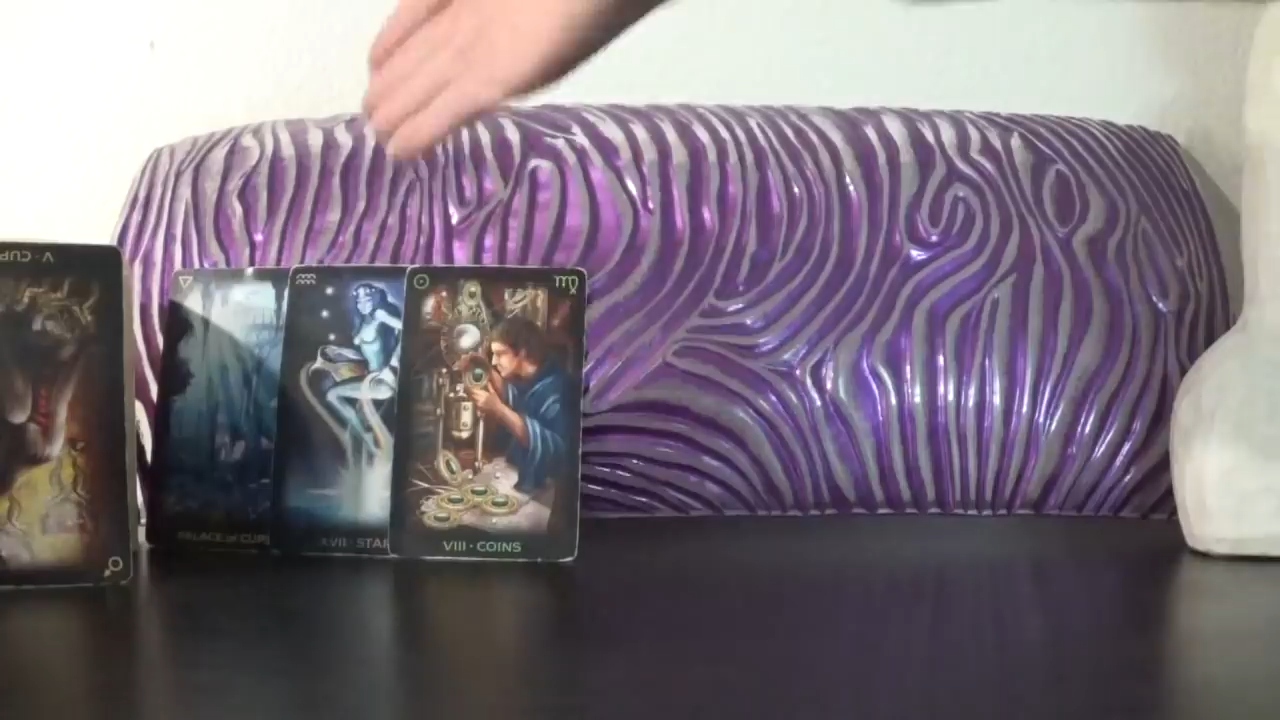 V · CUP
PALACE of CUPS
XVII · STAR
VIII · COINS